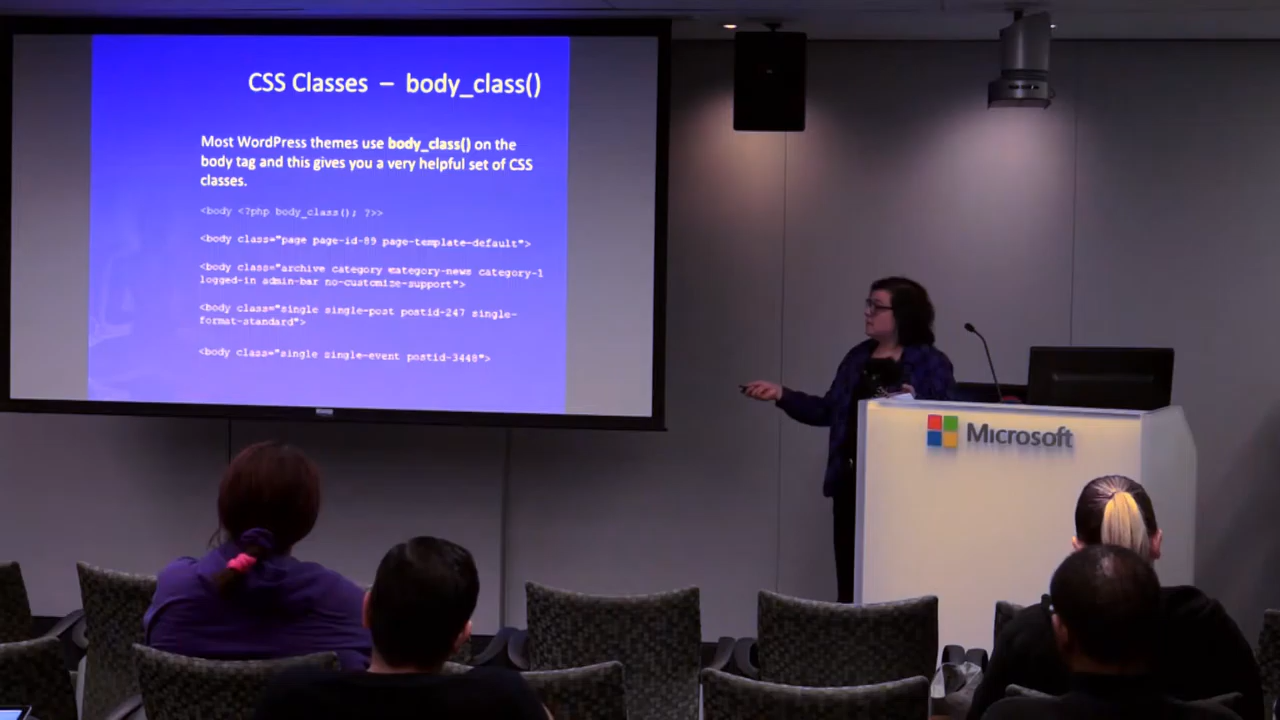 CSS Classes – body_class()
Most WordPress themes use body_class() on the
body tag and this gives you a very helpful set of CSS
classes.
<body <?php body_class(); ?>>
<body class="page page-id-89 page-template-default">
<body class="archive category category-news category-1
logged-in admin-bar no-customize-support">
<body class="single single-post postid-247 single-
format-standard">
<body class="single single-event postid-3448">
Microsoft